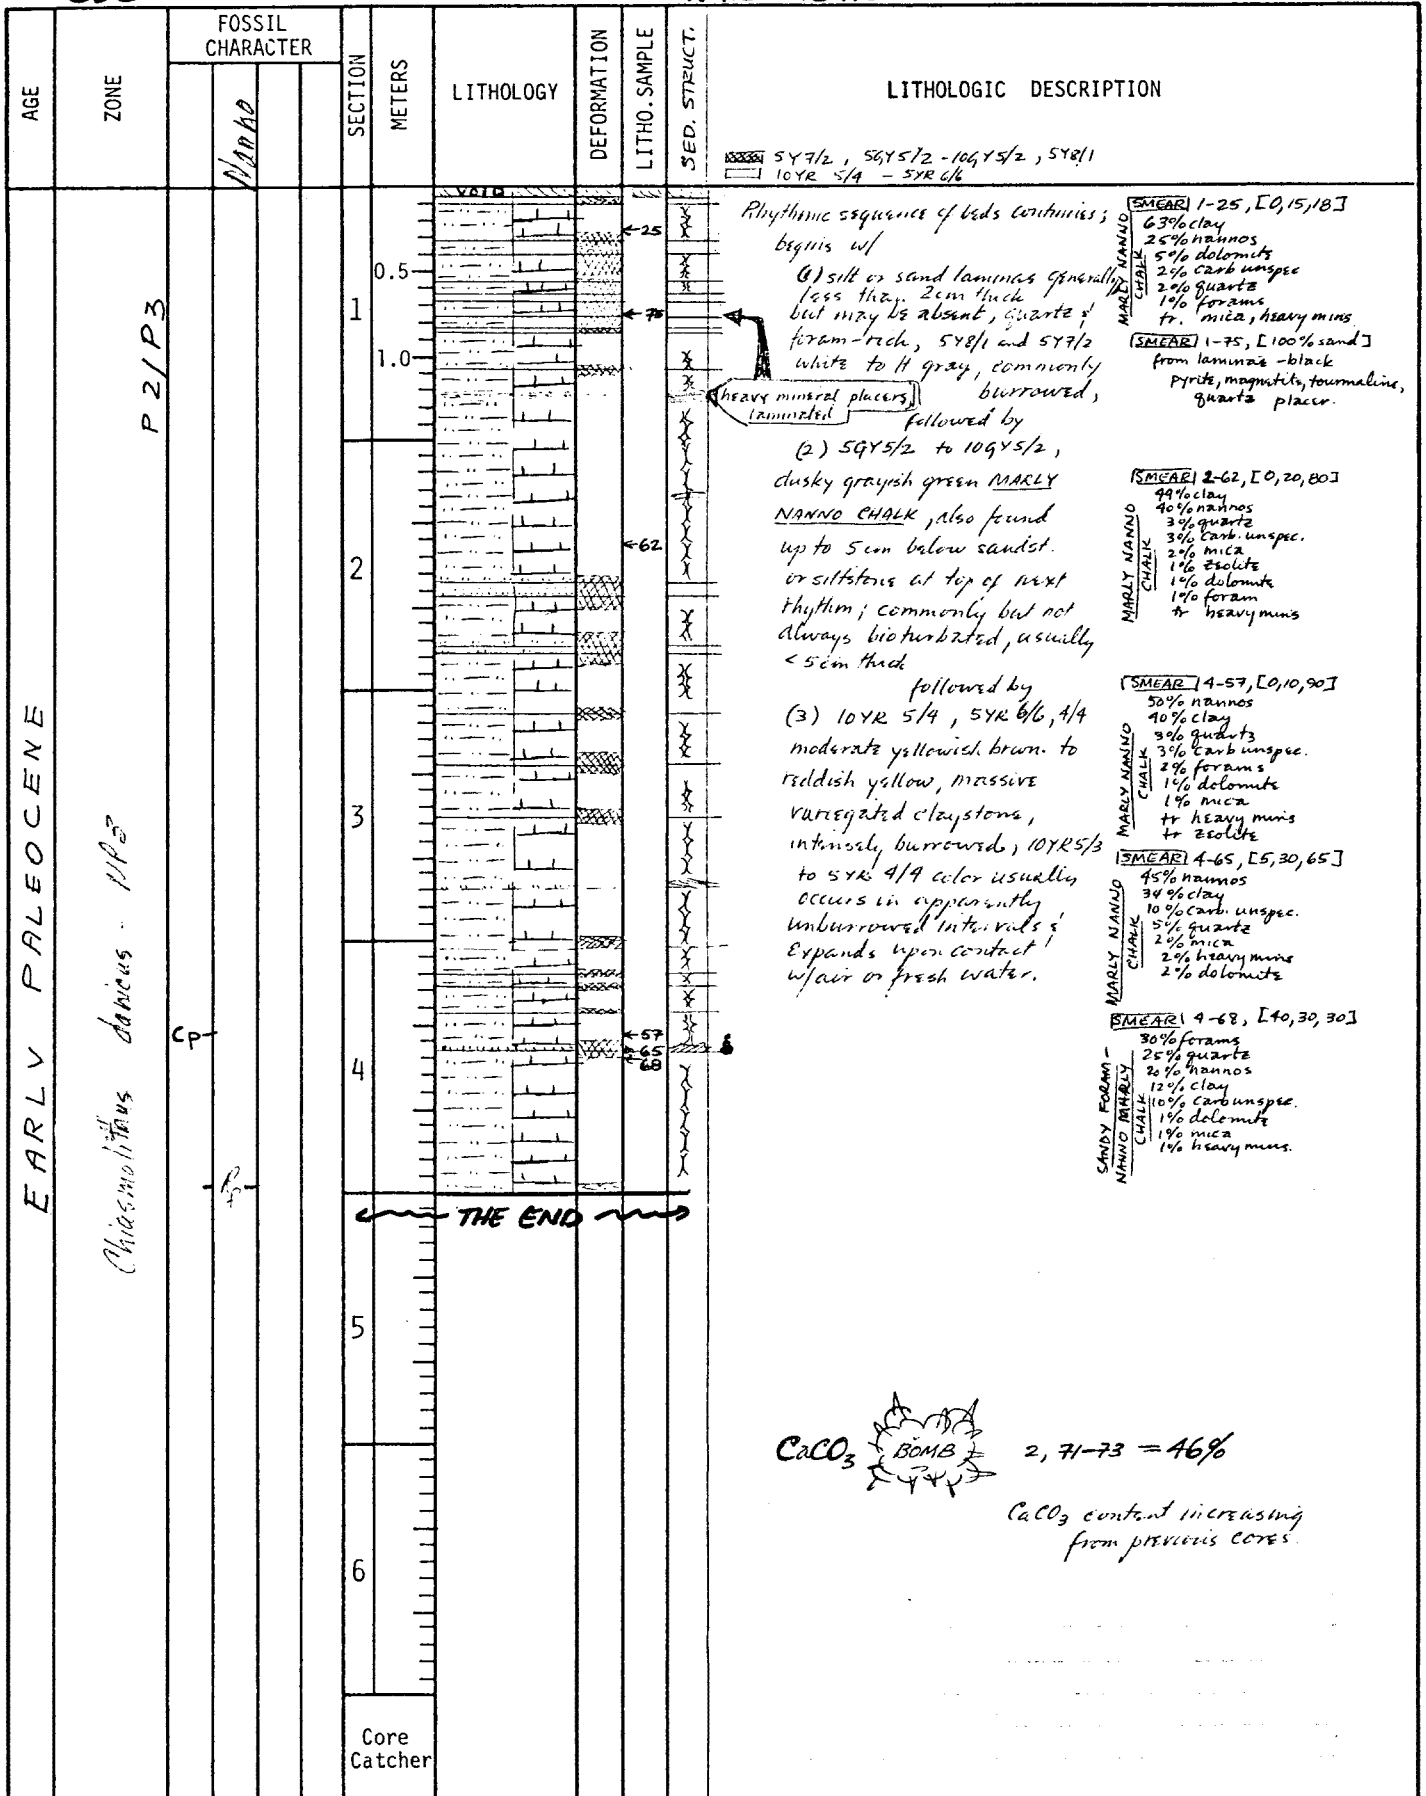 AGE
ZONE
FOSSIL
CHARACTER
Nanno
SECTION
METERS
LITHOLOGY
DEFORMATION
LITHO. SAMPLE
SED. STRUCT.
LITHOLOGIC DESCRIPTION
5Y7/2, 5GY5/2-10GY5/2, 5Y8/1
10YR 5/4 - 5YR 6/6
EARLY PALEOCENE
P2/P3
Chiasmolithus danicus - NP3
Cp
VOID
0.5
1.0
1
2
3
4
5
6
Core
Catcher
←25
←75
←62
←57
65
68
THE END
heavy mineral placers,
laminated
Rhythmic sequence of beds continues;
begins w/
(1) silt or sand laminae generally
less than 2cm thick
but may be absent, quartz &
foram-rich, 5Y8/1 and 5Y7/2
white to lt gray, commonly
burrowed,
followed by
(2) 5GY5/2 to 10GY5/2,
dusky grayish green MARLY
NANNO CHALK, also found
up to 5 cm below sandst.
or siltstone at top of next
rhythm; commonly but not
always bioturbated, usually
<5cm thick
followed by
(3) 10YR 5/4, 5YR 6/6, 4/4
moderate yellowish brwn. to
reddish yellow, massive
variegated claystone,
intensely burrowed, 10YR5/3
to 5YR 4/4 color usually
occurs in apparently
unburrowed intervals &
Expands upon contact
w/air or fresh water.
SMEAR 1-25, [0,15,18]
MARLY NANNO
CHALK
63% clay
25% nannos
5% dolomite
2% carb unspec
2% quartz
1% forams
tr. mica, heavy mins
SMEAR 1-75, [100% sand]
from laminae - black
pyrite, magnetite, tourmaline,
quartz placer.
SMEAR 2-62, [0,20,80]
MARLY NANNO
CHALK
49% clay
40% nannos
3% quartz
3% carb. unspec.
2% mica
1% zeolite
1% dolomite
1% foram
tr heavy mins
SMEAR 4-57, [0,10,90]
MARLY NANNO
CHALK
50% nannos
40% clay
3% quartz
3% carb unspec.
2% forams
1% dolomite
1% mica
tr heavy mins
tr zeolite
SMEAR 4-65, [5,30,65]
MARLY NANNO
CHALK
45% nannos
34% clay
10% carb. unspec.
5% quartz
2% mica
2% heavy mins
2% dolomite
SMEAR 4-68, [40,30,30]
SANDY FORAM-
NANNO MARLY
CHALK
30% forams
25% quartz
20% nannos
12% clay
10% carb unspec.
1% dolomite
1% mica
1% heavy mins.
CaCO3 BOMB 2, 71-73 = 46%
CaCO3 content increasing
from previous cores.